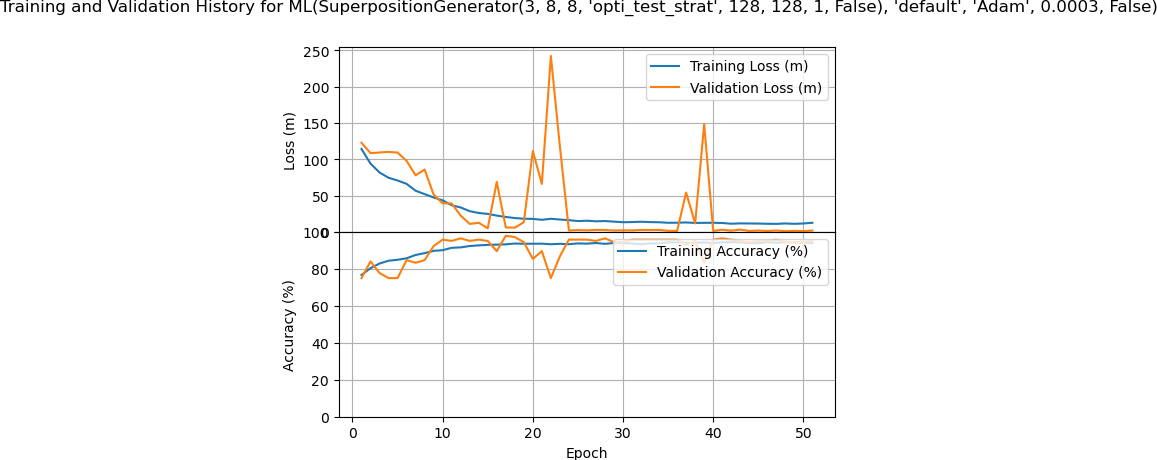 Training and Validation History for ML(SuperpositionGenerator(3, 8, 8, 'opti_test_strat', 128, 128, 1, False), 'default', 'Adam', 0.0003, False)
250
200
150
100
50
0
Loss (m)
Training Loss (m)
Validation Loss (m)
100
80
60
40
20
0
Accuracy (%)
Training Accuracy (%)
Validation Accuracy (%)
0 10 20 30 40 50
Epoch